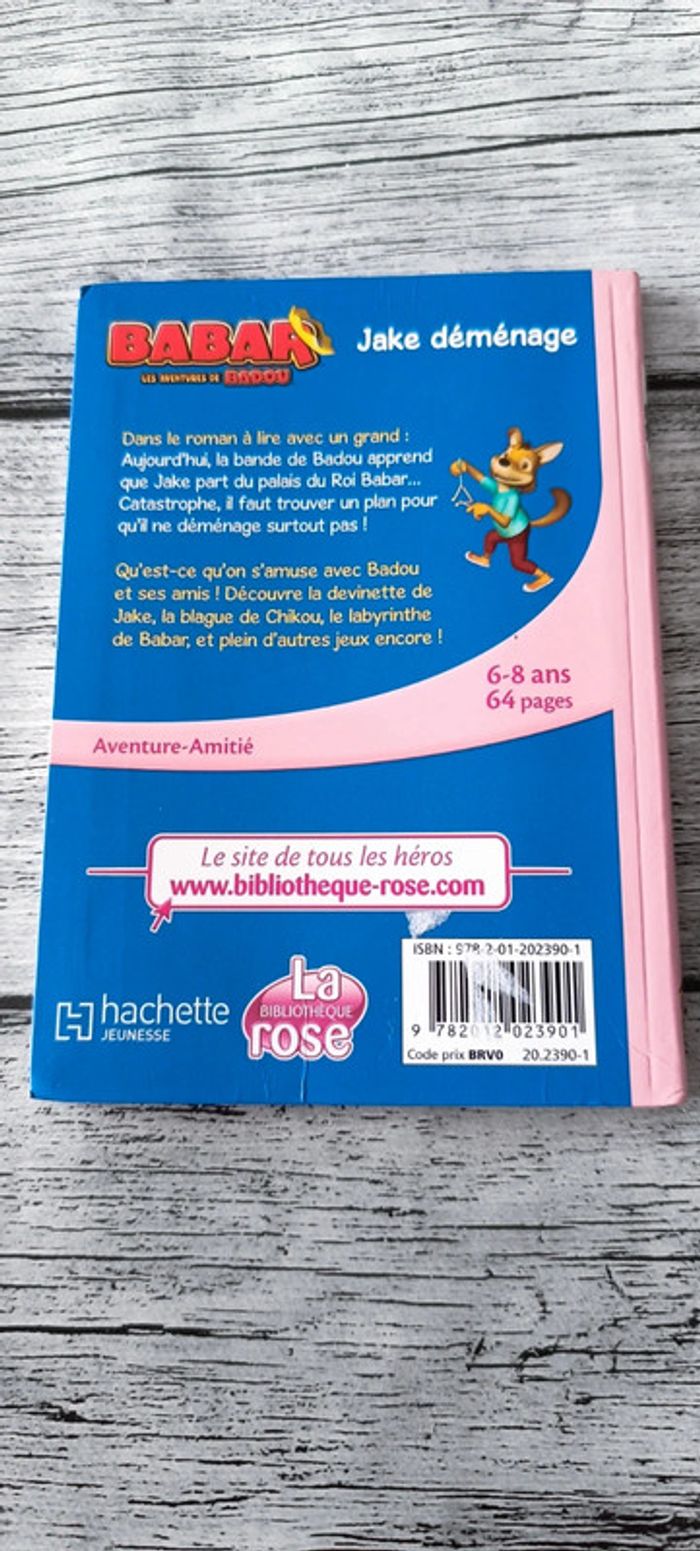 BABAR
LES AVENTURES DE BADOU
Jake déménage
Dans le roman à lire avec un grand :
Aujourd'hui, la bande de Badou apprend
que Jake part du palais du Roi Babar...
Catastrophe, il faut trouver un plan pour
qu'il ne déménage surtout pas !
Qu'est-ce qu'on s'amuse avec Badou
et ses amis ! Découvre la devinette de
Jake, la blague de Chikou, le labyrinthe
de Babar, et plein d'autres jeux encore !
6-8 ans
64 pages
Aventure-Amitié
Le site de tous les héros
www.bibliotheque-rose.com
hachette
JEUNESSE
La
BIBLIOTHÈQUE
rose
ISBN : 978-2-01-202390-1
9 782012 023901
Code prix BRV0 20.2390-1